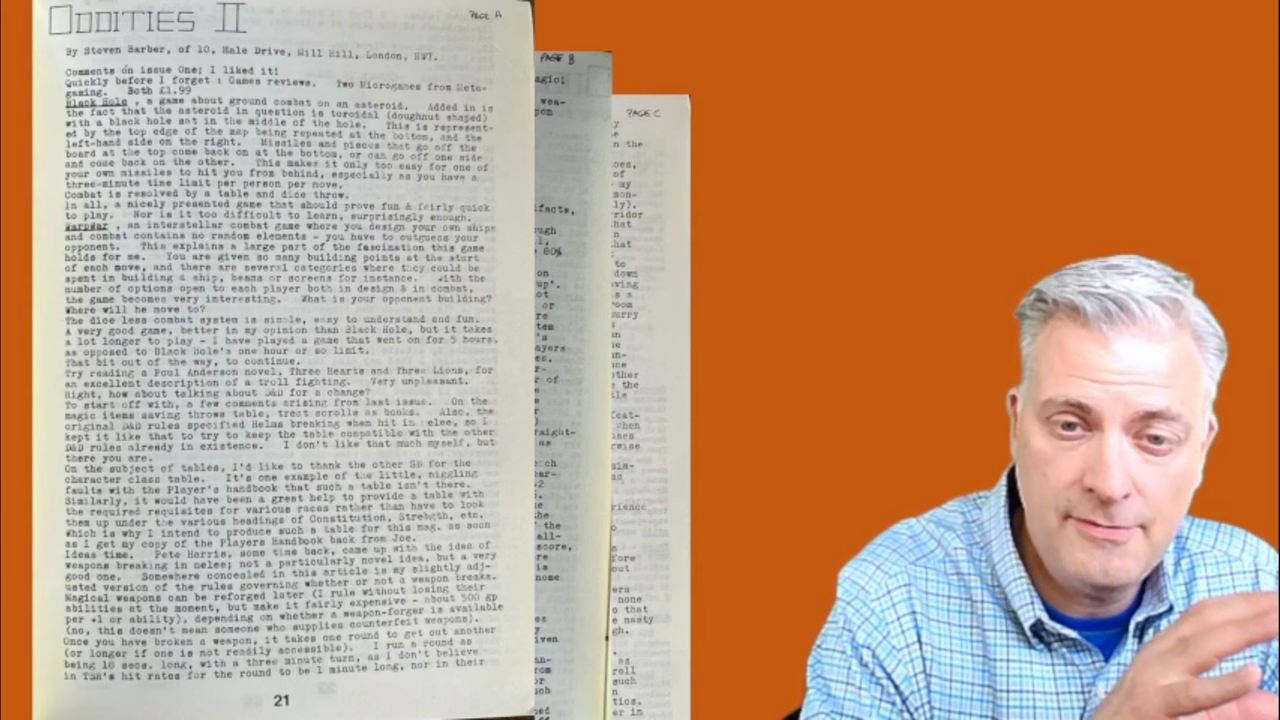 ODDITIES II
PAGE A
By Steven Barber, of 10, Hale Drive, Mill Hill, London, NW7.
Comments on issue One; I liked it!
Quickly before I forget : Games reviews. Two Microgames from Meta-
gaming. Both £1.99
Black Hole , a game about ground combat on an asteroid. Added in is
the fact that the asteroid in question is toroidal (doughnut shaped)
with a black hole set in the middle of the hole. This is represent-
ed by the top edge of the map being repeated at the bottom, and the
left-hand side on the right. Missiles and pieces that go off the
board at the top come back on at the bottom, or can go off one side
and come back on the other. This makes it only too easy for one of
your own missiles to hit you from behind, especially as you have a
three-minute time limit per person per move.
Combat is resolved by a table and dice throw.
In all, a nicely presented game that should prove fun & fairly quick
to play. Nor is it too difficult to learn, surprisingly enough.
WarpWar , an interstellar combat game where you design your own ships
and combat contains no random elements - you have to outguess your
opponent. This explains a large part of the fascination this game
holds for me. You are given so many building points at the start
of each move, and there are several categories where they could be
spent in building a ship, beams or screens for instance. With the
number of options open to each player both in design & in combat,
the game becomes very interesting. What is your opponent building?
Where will he move to?
The dice less combat system is simple, easy to understand and fun.
A very good game, better in my opinion than Black Hole, but it takes
a lot longer to play - I have played a game that went on for 5 hours,
as opposed to Black Hole's one hour or so limit.
That bit out of the way, to continue.
Try reading a Poul Anderson novel, Three Hearts and Three Lions, for
an excellent description of a troll fighting. Very unpleasant.
Right, how about talking about D&D for a change?
To start off with, a few comments arising from last issue. On the
magic items saving throws table, treat scrolls as books. Also, the
original D&D rules specified Helms breaking when hit in melee, so I
kept it like that to try to keep the table compatible with the other
D&D rules already in existence. I don't like that much myself, but
there you are.
On the subject of tables, I'd like to thank the other SB for the
character class table. It's one example of the little, niggling
faults with the Player's handbook that such a table isn't there.
Similarly, it would have been a great help to provide a table with
the required requisites for various races rather than have to look
them up under the various headings of Constitution, Strength, etc.
Which is why I intend to produce such a table for this mag. as soon
as I get my copy of the Players Handbook back from Joe.
Ideas time. Pete Harris, some time back, came up with the idea of
weapons breaking in melee; not a particularly novel idea, but a very
good one. Somewhere concealed in this article is my slightly adj-
usted version of the rules governing whether or not a weapon breaks.
Magical weapons can be reforged later (I rule without losing their
abilities at the moment, but make it fairly expensive - about 500 gp
per +1 or ability), depending on whether a weapon-forger is available
(no, this doesn't mean someone who supplies counterfeit weapons).
Once you have broken a weapon, it takes one round to get out another
(or longer if one is not readily accessible). I run a round as
being 18 secs. long, with a three minute turn, as I don't believe
in TSR's hit rates for the round to be 1 minute long, nor in their
21
PAGE B
PAGE C